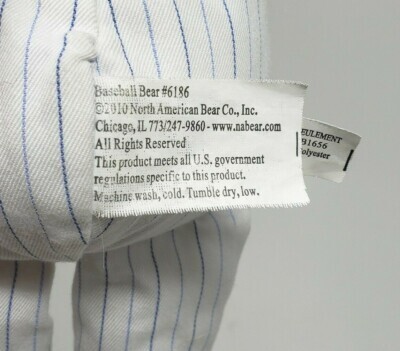 Baseball Bear #6186
©2010 North American Bear Co., Inc.
Chicago, IL 773/247-9860 - www.nabear.com
All Rights Reserved
This product meets all U.S. government
regulations specific to this product.
Machine wash, cold. Tumble dry, low.
EULEMENT
B1656
olyester